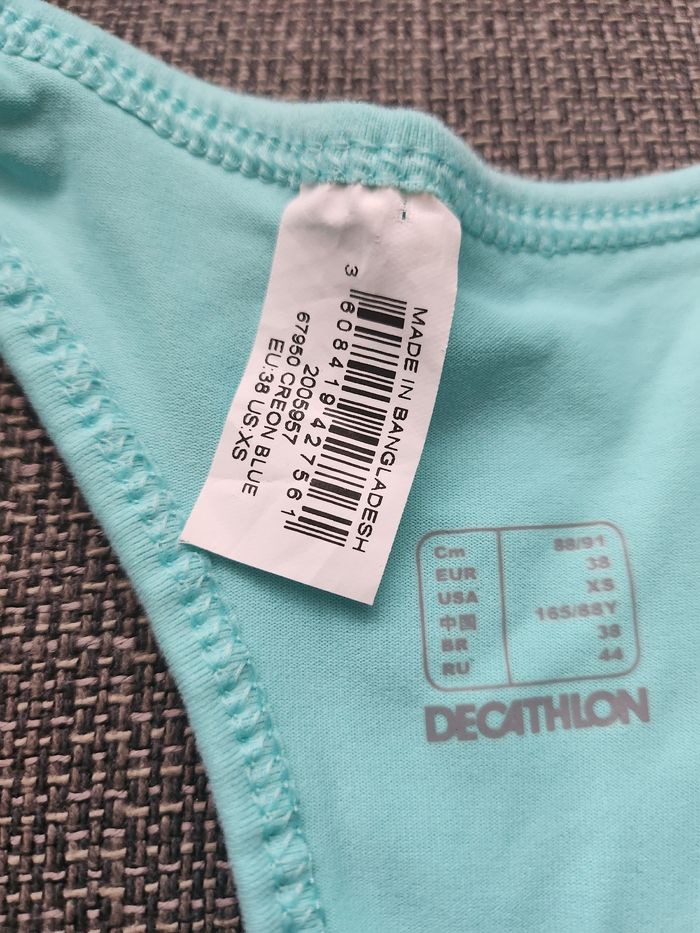 MADE IN BANGLADESH
3 608419 427561
2005957
67950 CREON BLUE
EU:38 US:XS
Cm 88/91
EUR 38
USA XS
中国 165/88Y
BR 38
RU 44
DECATHLON